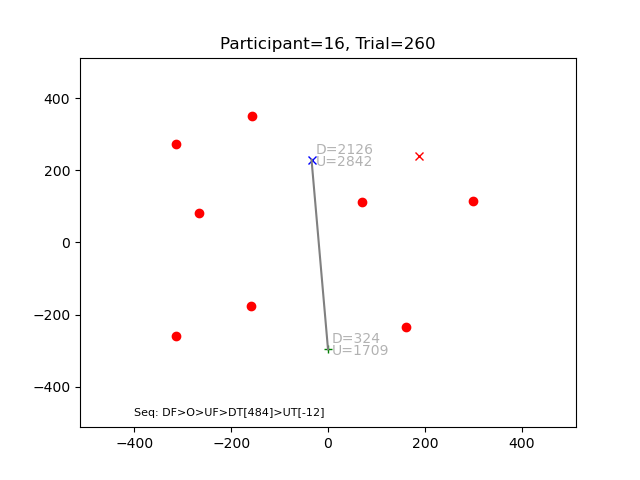 Participant=16, Trial=260
400
200
0
−200
−400
D=2126
U=2842
D=324
U=1709
Seq: DF>O>UF>DT[484]>UT[-12]
−400
−200
0
200
400